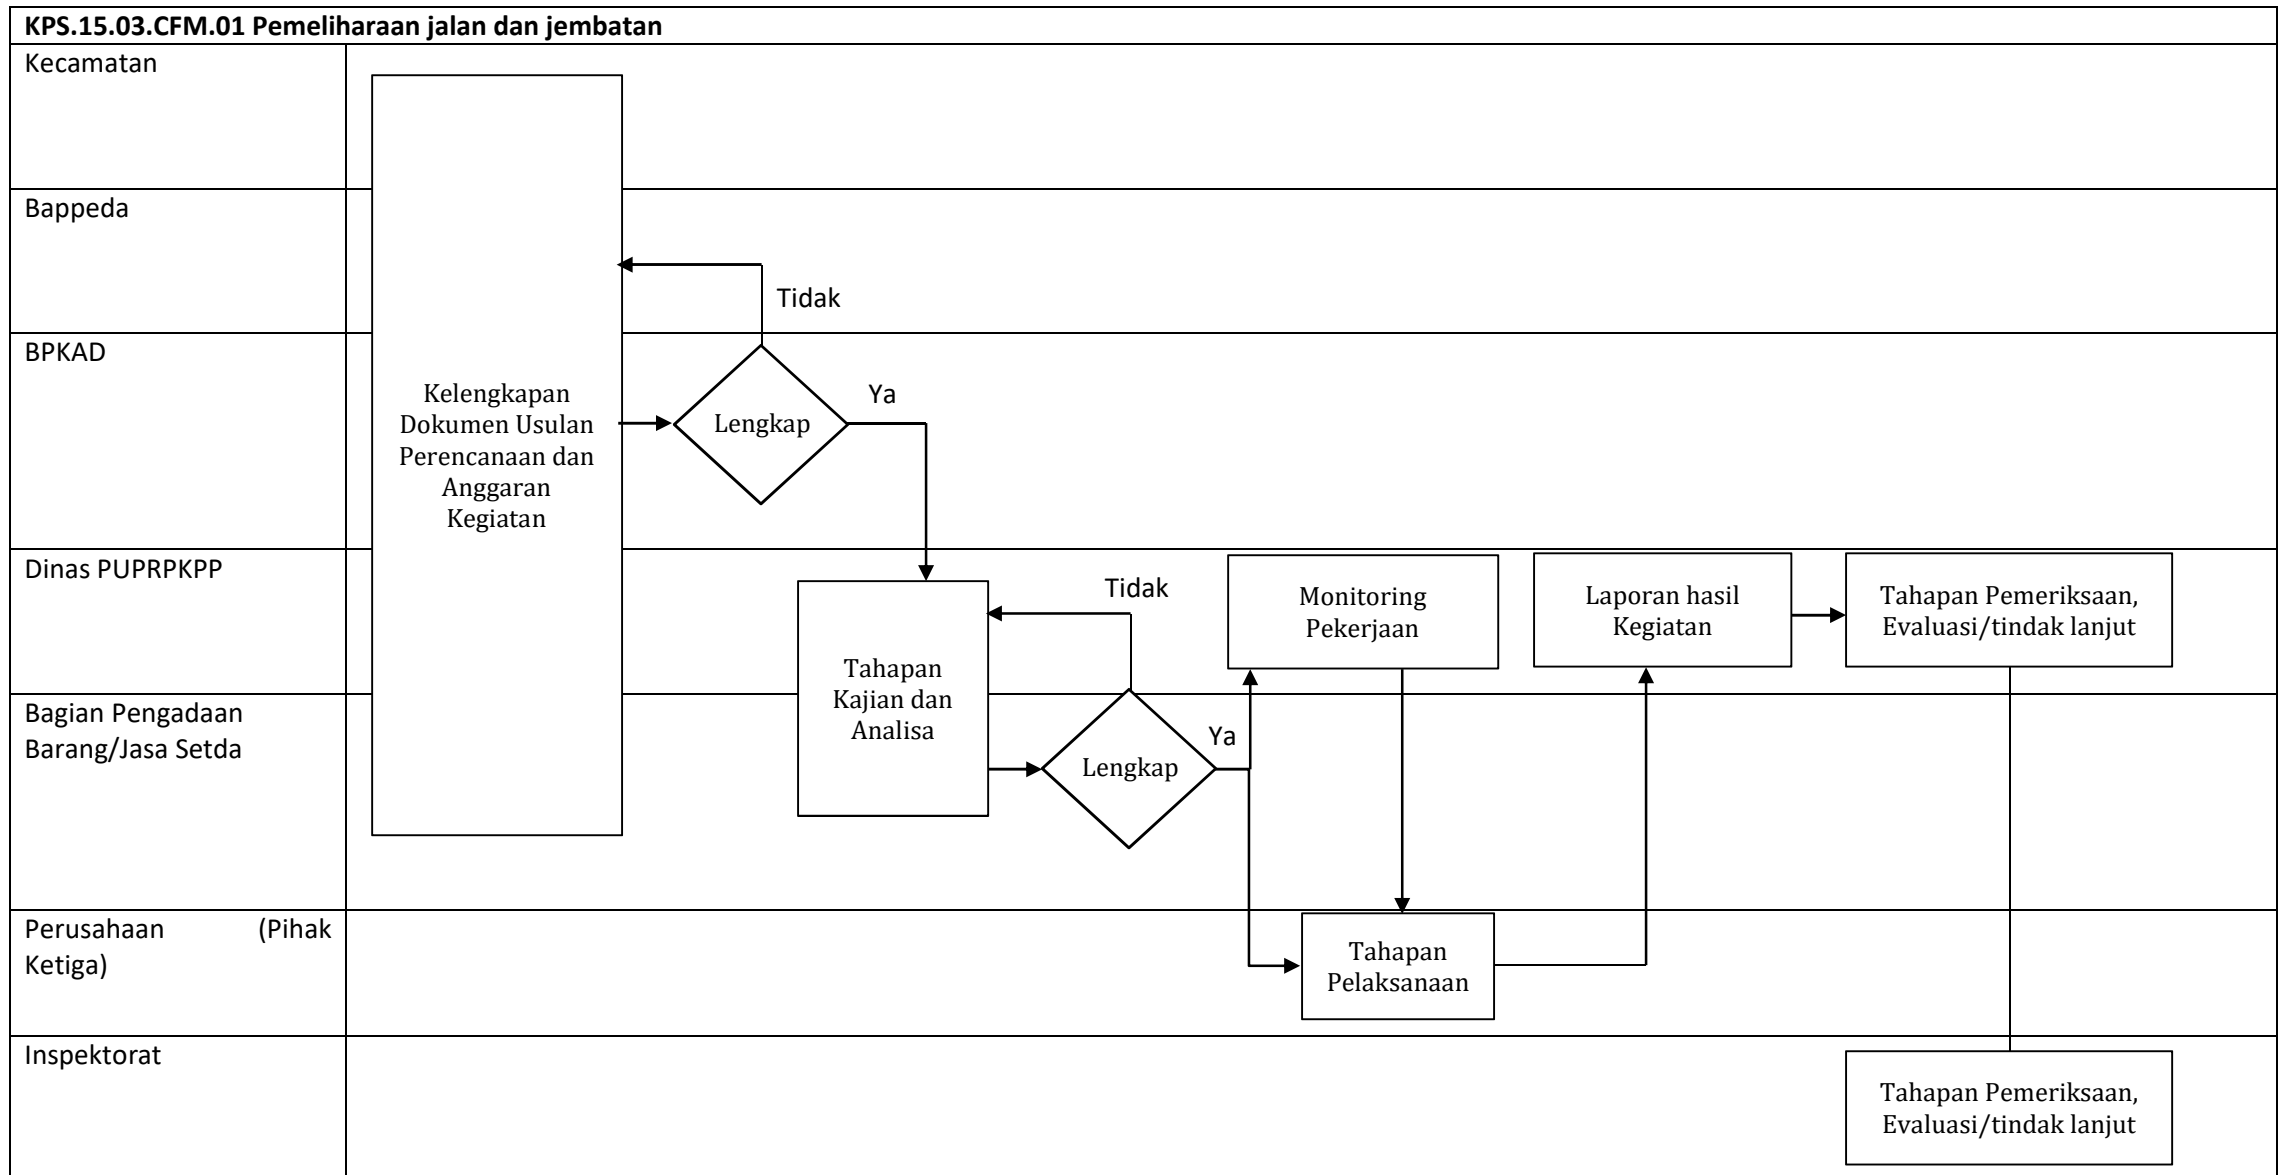 KPS.15.03.CFM.01 Pemeliharaan jalan dan jembatan
Kecamatan
Bappeda
Tidak
BPKAD
Kelengkapan
Dokumen Usulan
Perencanaan dan
Anggaran
Kegiatan
Lengkap
Ya
Dinas PUPRPKPP
Tahapan
Kajian dan
Analisa
Tidak
Monitoring
Pekerjaan
Laporan hasil
Kegiatan
Tahapan Pemeriksaan,
Evaluasi/tindak lanjut
Bagian Pengadaan
Barang/Jasa Setda
Lengkap
Ya
Perusahaan (Pihak
Ketiga)
Tahapan
Pelaksanaan
Inspektorat
Tahapan Pemeriksaan,
Evaluasi/tindak lanjut